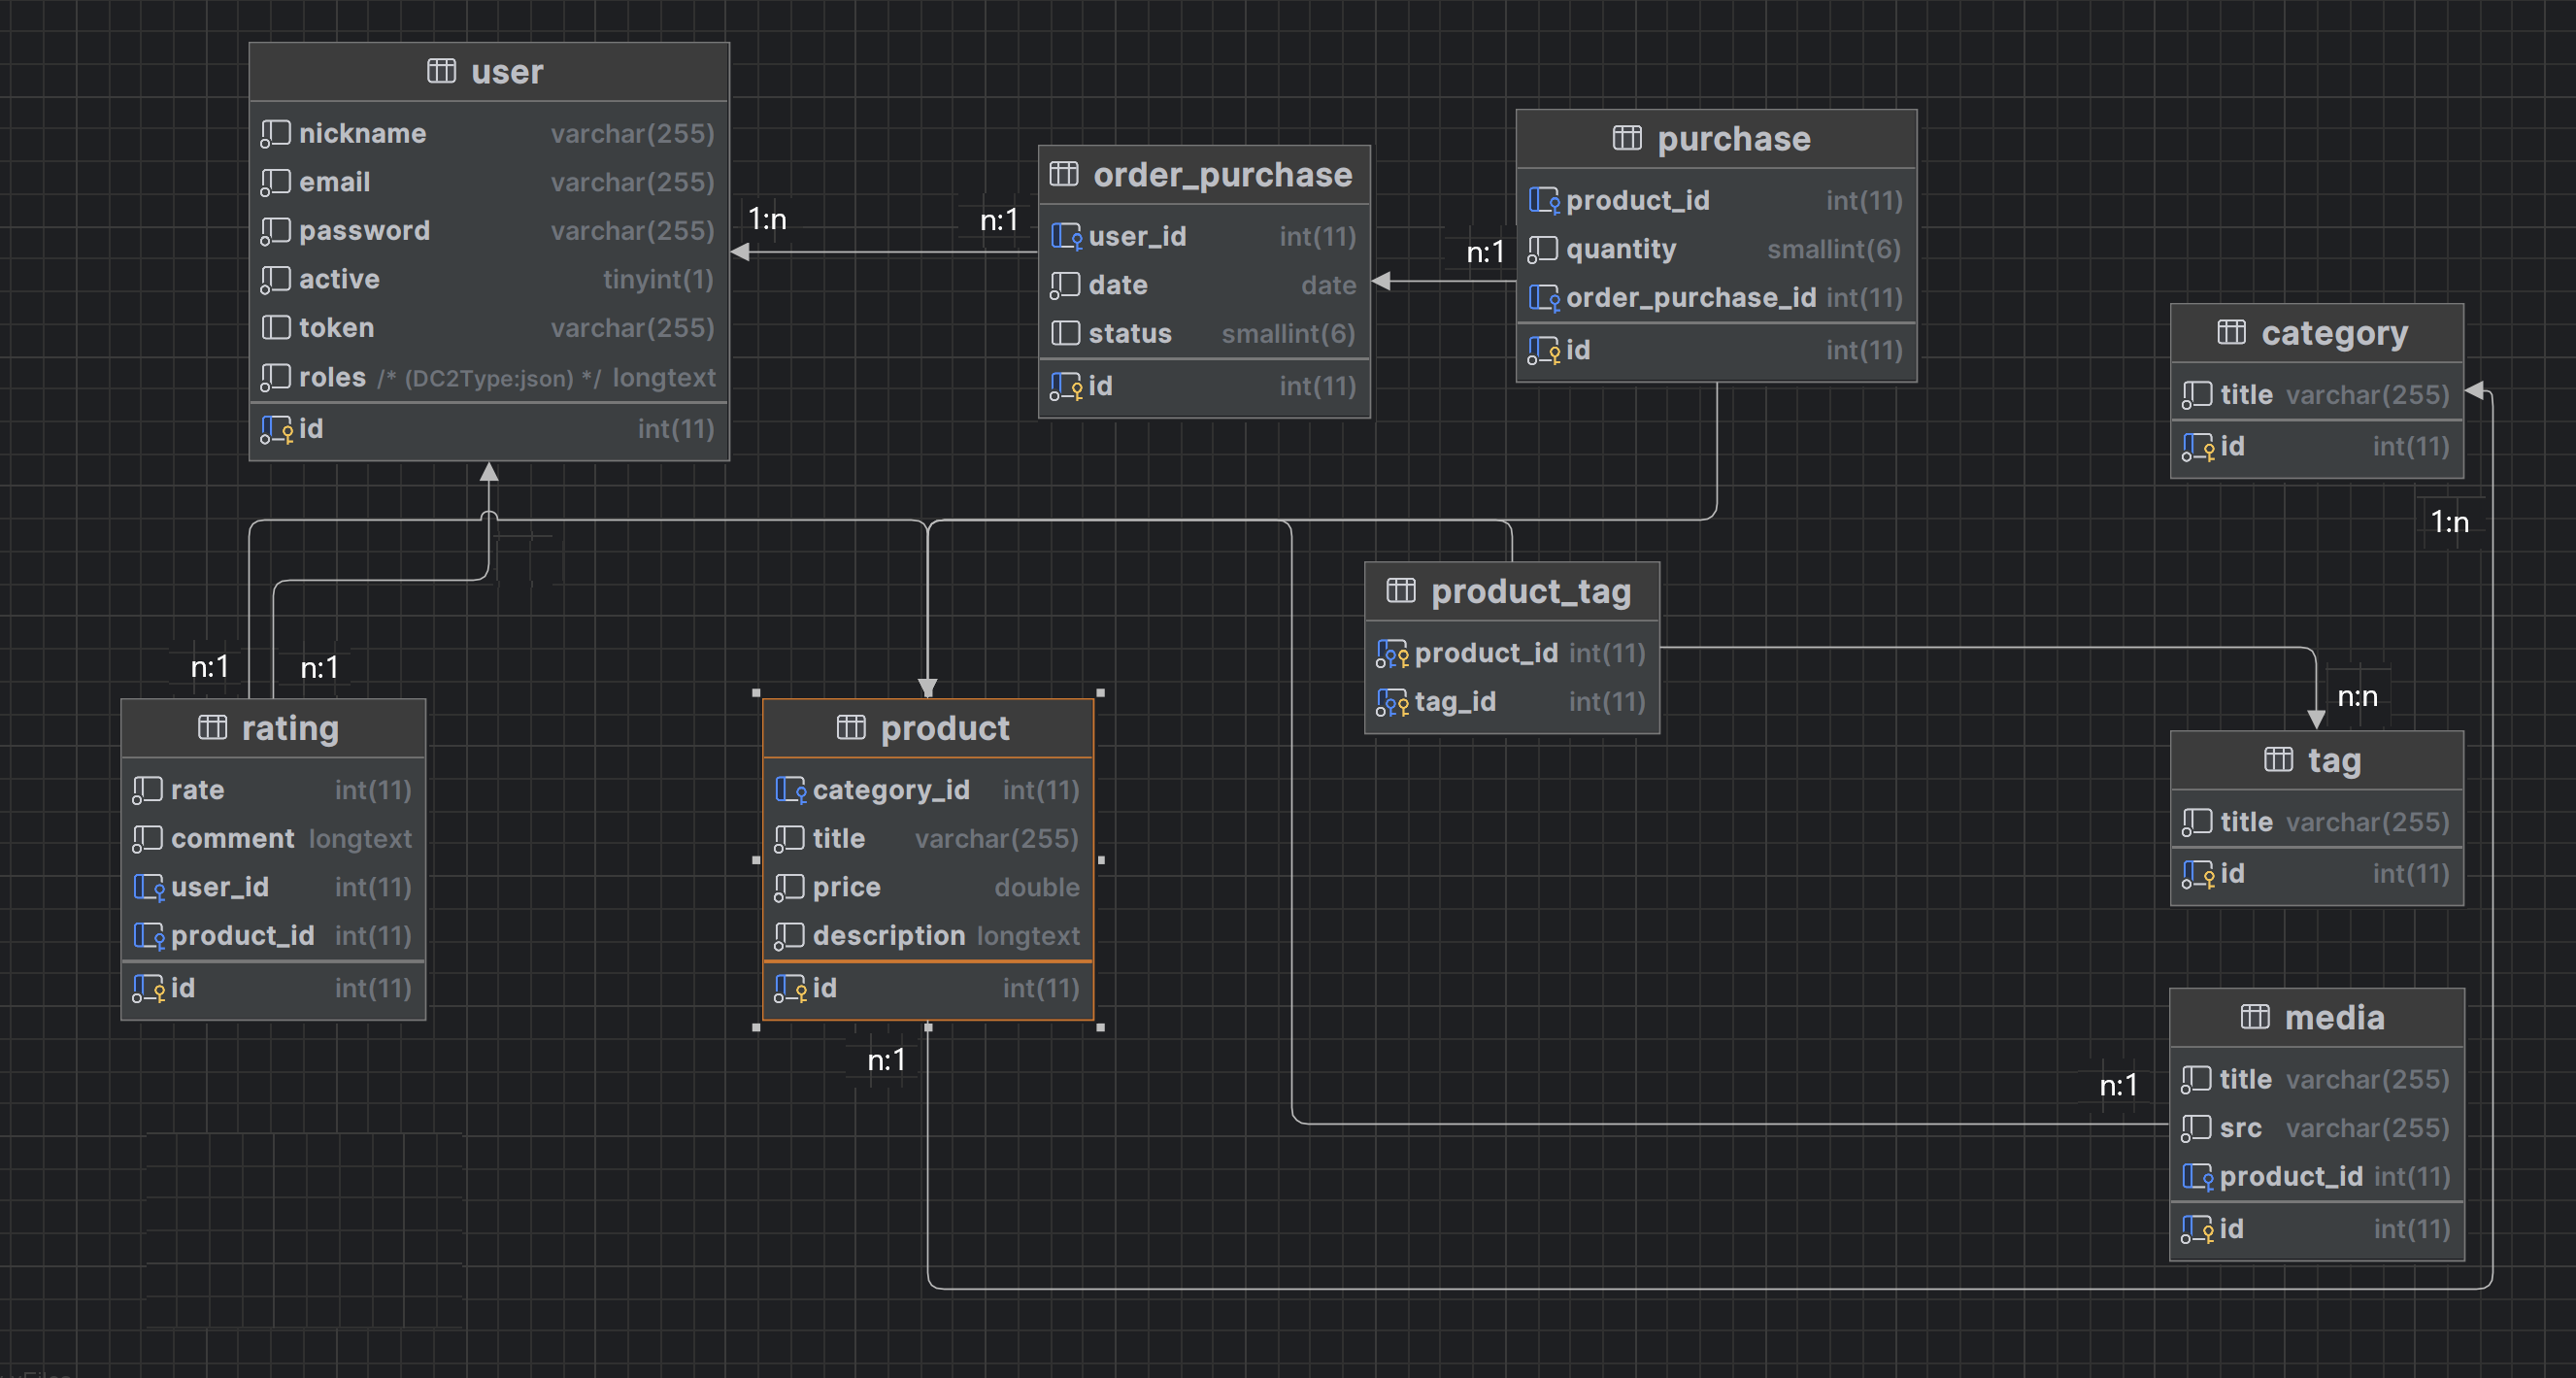 user
nickname varchar(255)
email varchar(255)
password varchar(255)
active tinyint(1)
token varchar(255)
roles /* (DC2Type:json) */ longtext
id int(11)
1:n
n:1
order_purchase
user_id int(11)
date date
status smallint(6)
id int(11)
n:1
purchase
product_id int(11)
quantity smallint(6)
order_purchase_id int(11)
id int(11)
category
title varchar(255)
id int(11)
1:n
n:1
n:1
rating
rate int(11)
comment longtext
user_id int(11)
product_id int(11)
id int(11)
product
category_id int(11)
title varchar(255)
price double
description longtext
id int(11)
n:1
product_tag
product_id int(11)
tag_id int(11)
n:n
tag
title varchar(255)
id int(11)
n:1
media
title varchar(255)
src varchar(255)
product_id int(11)
id int(11)